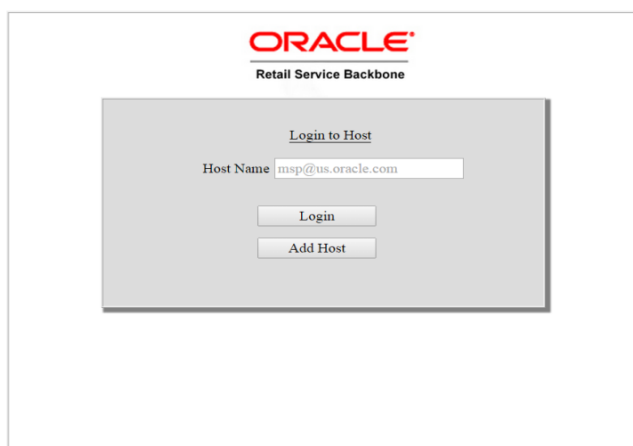 ORACLE®
Retail Service Backbone
Login to Host
Host Name msp@us.oracle.com
Login
Add Host